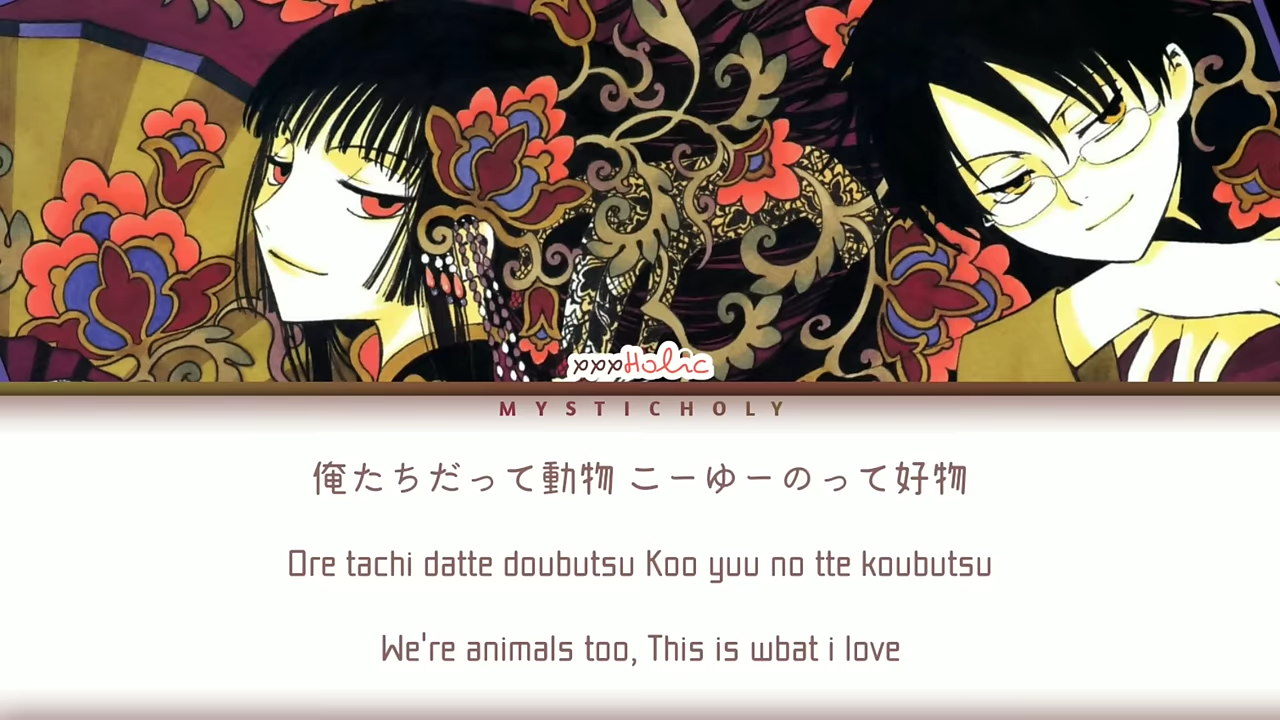 xxxHolic
MYSTICHOLY
俺たちだって動物 こーゆーのって好物
Ore tachi datte doubutsu Koo yuu no tte koubutsu
We're animals too, This is wbat i love